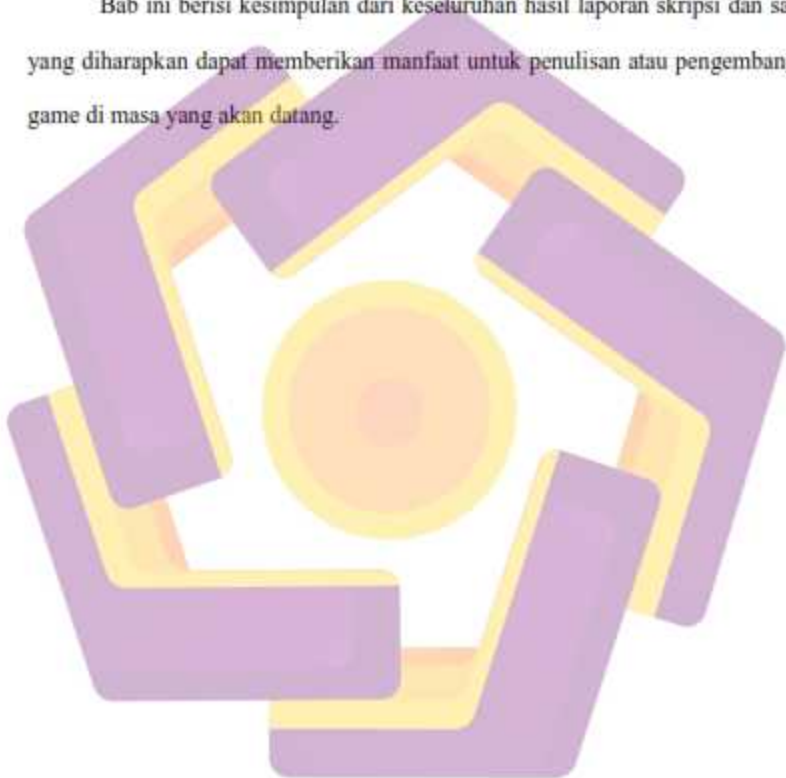 Bab ini berisi kesimpulan dari keseluruhan hasil laporan skripsi dan
yang diharapkan dapat memberikan manfaat untuk penulisan atau
game di masa yang akan datang.